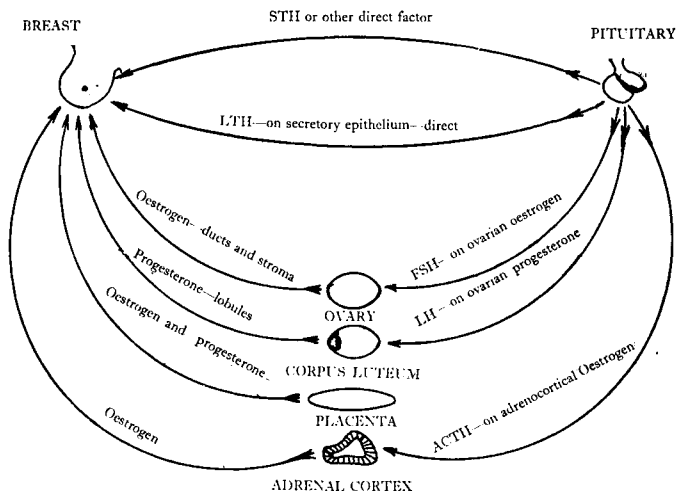 STH or other direct factor
BREAST
PITUITARY
LTH—on secretory epithelium—direct
Oestrogen—ducts and stroma
FSH—on ovarian oestrogen
Progesterone—lobules
LH—on ovarian progesterone
OVARY
Oestrogen and progesterone
CORPUS LUTEUM
PLACENTA
Oestrogen
ACTH—on adrenocortical Oestrogen
ADRENAL CORTEX